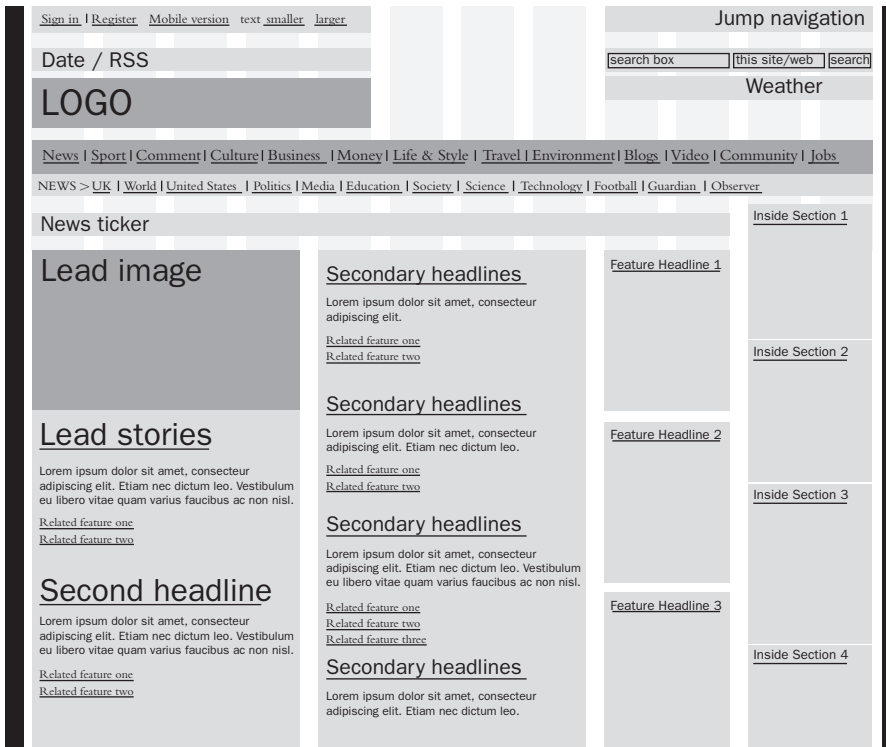 Sign in | Register Mobile version text smaller larger
Jump navigation
Date / RSS
search box this site/web search
Weather
LOGO
News | Sport | Comment | Culture | Business | Money | Life & Style | Travel | Environment | Blogs | Video | Community | Jobs
NEWS > UK | World | United States | Politics | Media | Education | Society | Science | Technology | Football | Guardian | Observer
News ticker
Lead image
Lead stories
Lorem ipsum dolor sit amet, consecteur
adipiscing elit. Etiam nec dictum leo. Vestibulum
eu libero vitae quam varius faucibus ac non nisl.
Related feature one
Related feature two
Second headline
Lorem ipsum dolor sit amet, consecteur
adipiscing elit. Etiam nec dictum leo. Vestibulum
eu libero vitae quam varius faucibus ac non nisl.
Related feature one
Related feature two
Secondary headlines
Lorem ipsum dolor sit amet, consecteur
adipiscing elit.
Related feature one
Related feature two
Secondary headlines
Lorem ipsum dolor sit amet, consecteur
adipiscing elit. Etiam nec dictum leo.
Related feature one
Related feature two
Secondary headlines
Lorem ipsum dolor sit amet, consecteur
adipiscing elit. Etiam nec dictum leo. Vestibulum
eu libero vitae quam varius faucibus ac non nisl.
Related feature one
Related feature two
Related feature three
Secondary headlines
Lorem ipsum dolor sit amet, consecteur
adipiscing elit. Etiam nec dictum leo.
Feature Headline 1
Feature Headline 2
Feature Headline 3
Inside Section 1
Inside Section 2
Inside Section 3
Inside Section 4